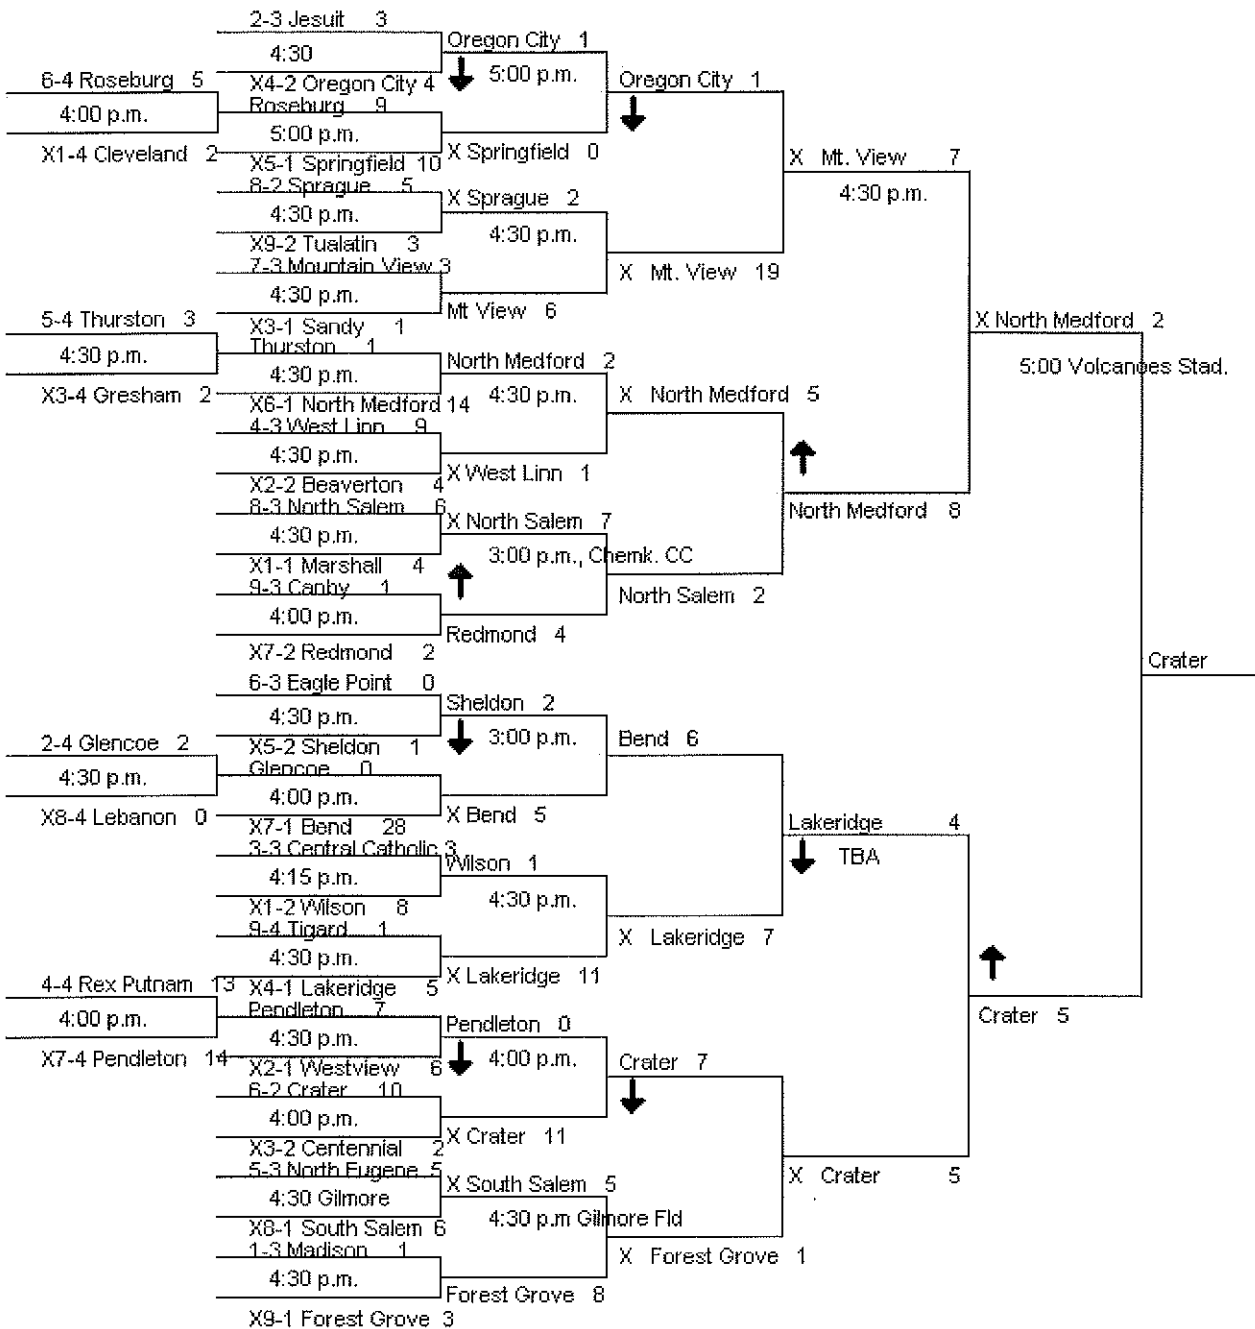 2-3 Jesuit 3
4:30
Oregon City 1
5:00 p.m.
X4-2 Oregon City 4
Oregon City 1
6-4 Roseburg 5
4:00 p.m.
X1-4 Cleveland 2
Roseburg 9
5:00 p.m.
X5-1 Springfield 10
X Springfield 0
X Mt. View 7
4:30 p.m.
8-2 Sprague 5
4:30 p.m.
X9-2 Tualatin 3
X Sprague 2
4:30 p.m.
X Mt. View 19
7-3 Mountain View 3
4:30 p.m.
X3-1 Sandy 1
Mt View 6
5-4 Thurston 3
4:30 p.m.
X3-4 Gresham 2
X North Medford 2
5:00 Volcanoes Stad.
Thurston 1
4:30 p.m.
X6-1 North Medford 14
North Medford 2
4:30 p.m.
X North Medford 5
4-3 West Linn 9
4:30 p.m.
X2-2 Beaverton 4
X West Linn 1
North Medford 8
8-3 North Salem 6
4:30 p.m.
X1-1 Marshall 4
X North Salem 7
3:00 p.m., Chemk. CC
North Salem 2
9-3 Canby 1
4:00 p.m.
X7-2 Redmond 2
Redmond 4
Crater
6-3 Eagle Point 0
4:30 p.m.
X5-2 Sheldon 1
Sheldon 2
3:00 p.m.
Bend 6
2-4 Glencoe 2
4:30 p.m.
X8-4 Lebanon 0
Glencoe 0
4:00 p.m.
X7-1 Bend 28
X Bend 5
Lakeridge 4
TBA
3-3 Central Catholic 3
4:15 p.m.
X1-2 Wilson 8
Wilson 1
4:30 p.m.
X Lakeridge 7
9-4 Tigard 1
4:30 p.m.
X4-1 Lakeridge 5
X Lakeridge 11
4-4 Rex Putnam 13
4:00 p.m.
X7-4 Pendleton 14
Crater 5
Pendleton 7
4:30 p.m.
X2-1 Westview 6
Pendleton 0
4:00 p.m.
Crater 7
6-2 Crater 10
4:00 p.m.
X3-2 Centennial 2
X Crater 11
X Crater 5
5-3 North Eugene 5
4:30 Gilmore
X8-1 South Salem 6
X South Salem 5
4:30 p.m Gilmore Fld
X Forest Grove 1
1-3 Madison 1
4:30 p.m.
X9-1 Forest Grove 3
Forest Grove 8